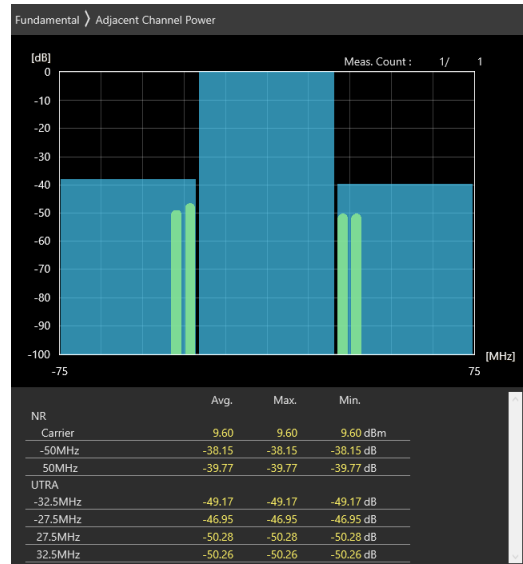 Fundamental 〉 Adjacent Channel Power
[dB]
Meas. Count : 1/ 1
0
-10
-20
-30
-40
-50
-60
-70
-80
-90
-100
[MHz]
-75 75
Avg. Max. Min.
NR
Carrier 9.60 9.60 9.60 dBm
-50MHz -38.15 -38.15 -38.15 dB
50MHz -39.77 -39.77 -39.77 dB
UTRA
-32.5MHz -49.17 -49.17 -49.17 dB
-27.5MHz -46.95 -46.95 -46.95 dB
27.5MHz -50.28 -50.28 -50.28 dB
32.5MHz -50.26 -50.26 -50.26 dB